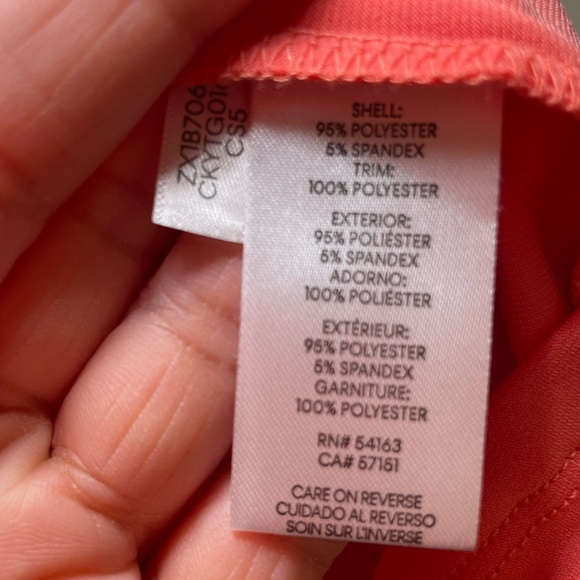 SHELL:
95% POLYESTER
5% SPANDEX
TRIM:
100% POLYESTER
EXTERIOR:
95% POLIÉSTER
5% SPANDEX
ADORNO:
100% POLIÉSTER
EXTÉRIEUR:
95% POLYESTER
5% SPANDEX
GARNITURE:
100% POLYESTER
RN# 54163
CA# 57151
CARE ON REVERSE
CUIDADO AL REVERSO
SOIN SUR L'INVERSE
ZX1B706
CKYTG01
CS5